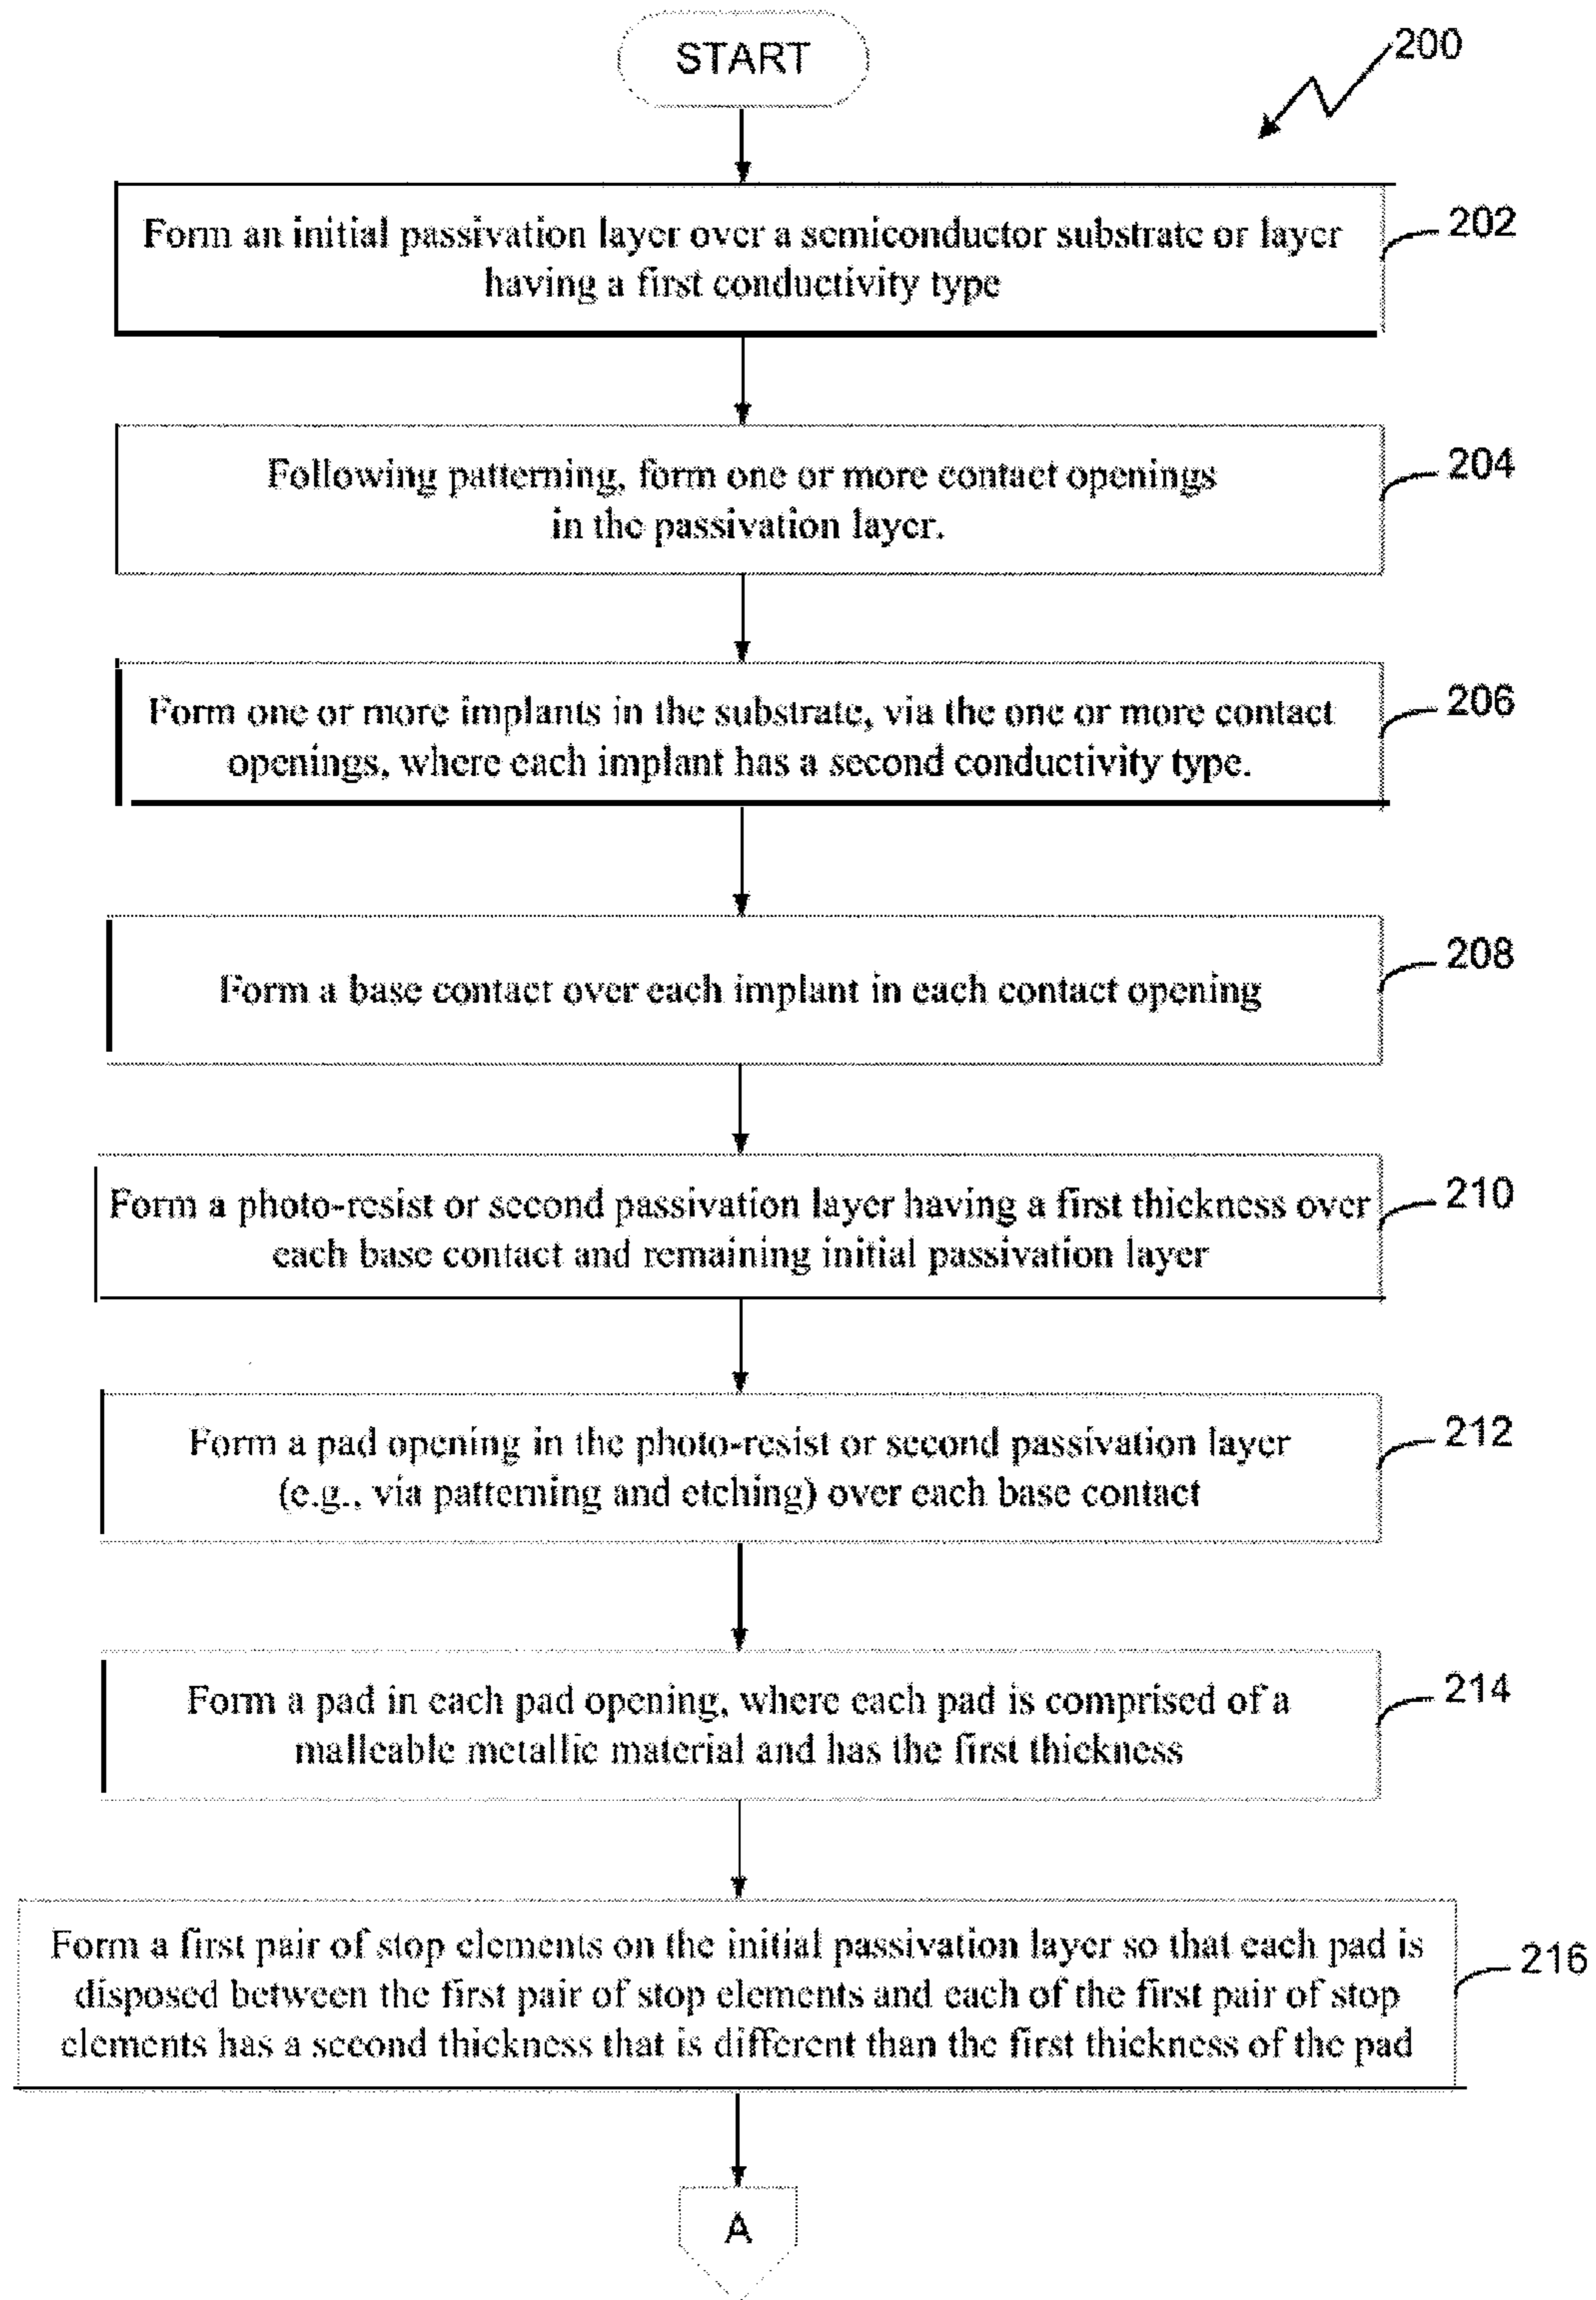 START
200
Form an initial passivation layer over a semiconductor substrate or layer
having a first conductivity type
202
Following patterning, form one or more contact openings
in the passivation layer.
204
Form one or more implants in the substrate, via the one or more contact
openings, where each implant has a second conductivity type.
206
Form a base contact over each implant in each contact opening
208
Form a photo-resist or second passivation layer having a first thickness over
each base contact and remaining initial passivation layer
210
Form a pad opening in the photo-resist or second passivation layer
(e.g., via patterning and etching) over each base contact
212
Form a pad in each pad opening, where each pad is comprised of a
malleable metallic material and has the first thickness
214
Form a first pair of stop elements on the initial passivation layer so that each pad is
disposed between the first pair of stop elements and each of the first pair of stop
elements has a second thickness that is different than the first thickness of the pad
216
A